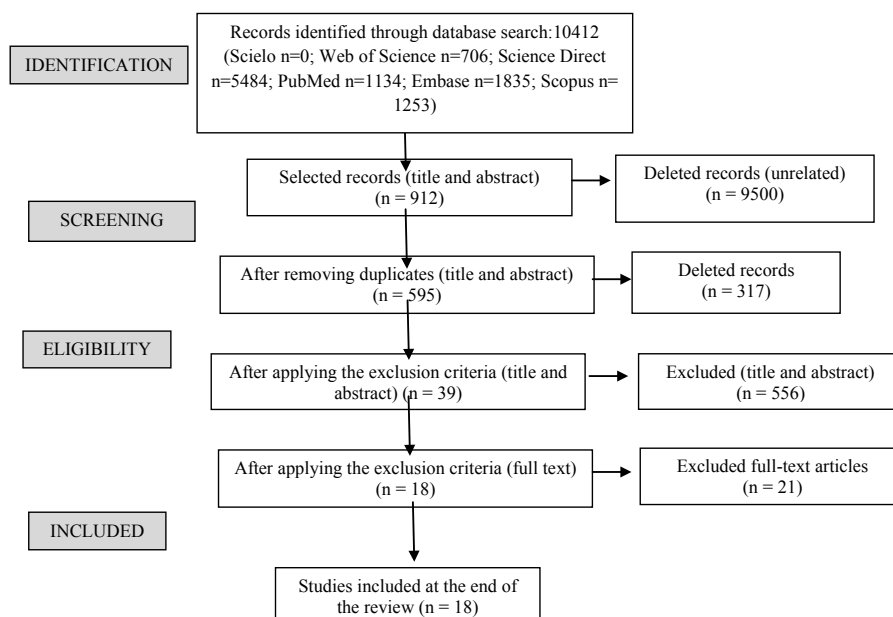 Records identified through database search:10412
(Scielo n=0; Web of Science n=706; Science Direct
n=5484; PubMed n=1134; Embase n=1835; Scopus n=
1253)
IDENTIFICATION
Selected records (title and abstract)
(n = 912)
Deleted records (unrelated)
(n = 9500)
SCREENING
After removing duplicates (title and abstract)
(n = 595)
Deleted records
(n = 317)
ELIGIBILITY
After applying the exclusion criteria (title and
abstract) (n = 39)
Excluded (title and abstract)
(n = 556)
After applying the exclusion criteria (full text)
(n = 18)
Excluded full-text articles
(n = 21)
INCLUDED
Studies included at the end of
the review (n = 18)